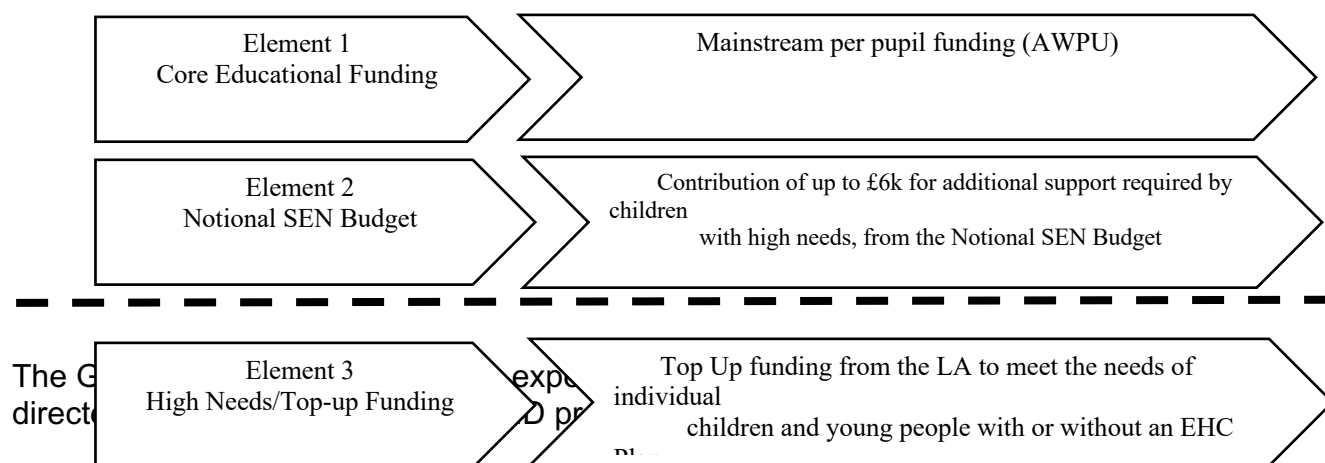 Element 1
Core Educational Funding
Mainstream per pupil funding (AWPU)
Element 2
Notional SEN Budget
Contribution of up to £6k for additional support required by
children
with high needs, from the Notional SEN Budget
Element 3
High Needs/Top-up Funding
Top Up funding from the LA to meet the needs of
individual
children and young people with or without an EHC
The